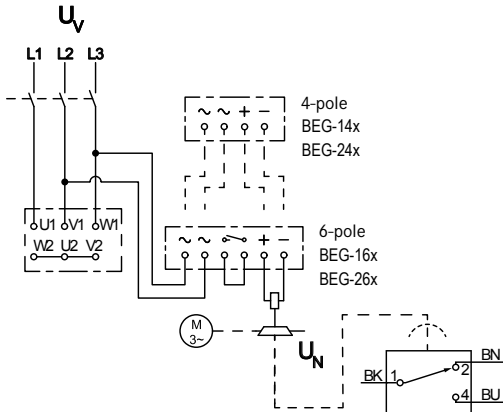 U_V
L1 L2 L3
~ ~ + −
4-pole
BEG-14x
BEG-24x
U1 V1 W1
W2 U2 V2
~ ~ + −
6-pole
BEG-16x
BEG-26x
M
3~
U_N
BK 1
2 BN
4 BU